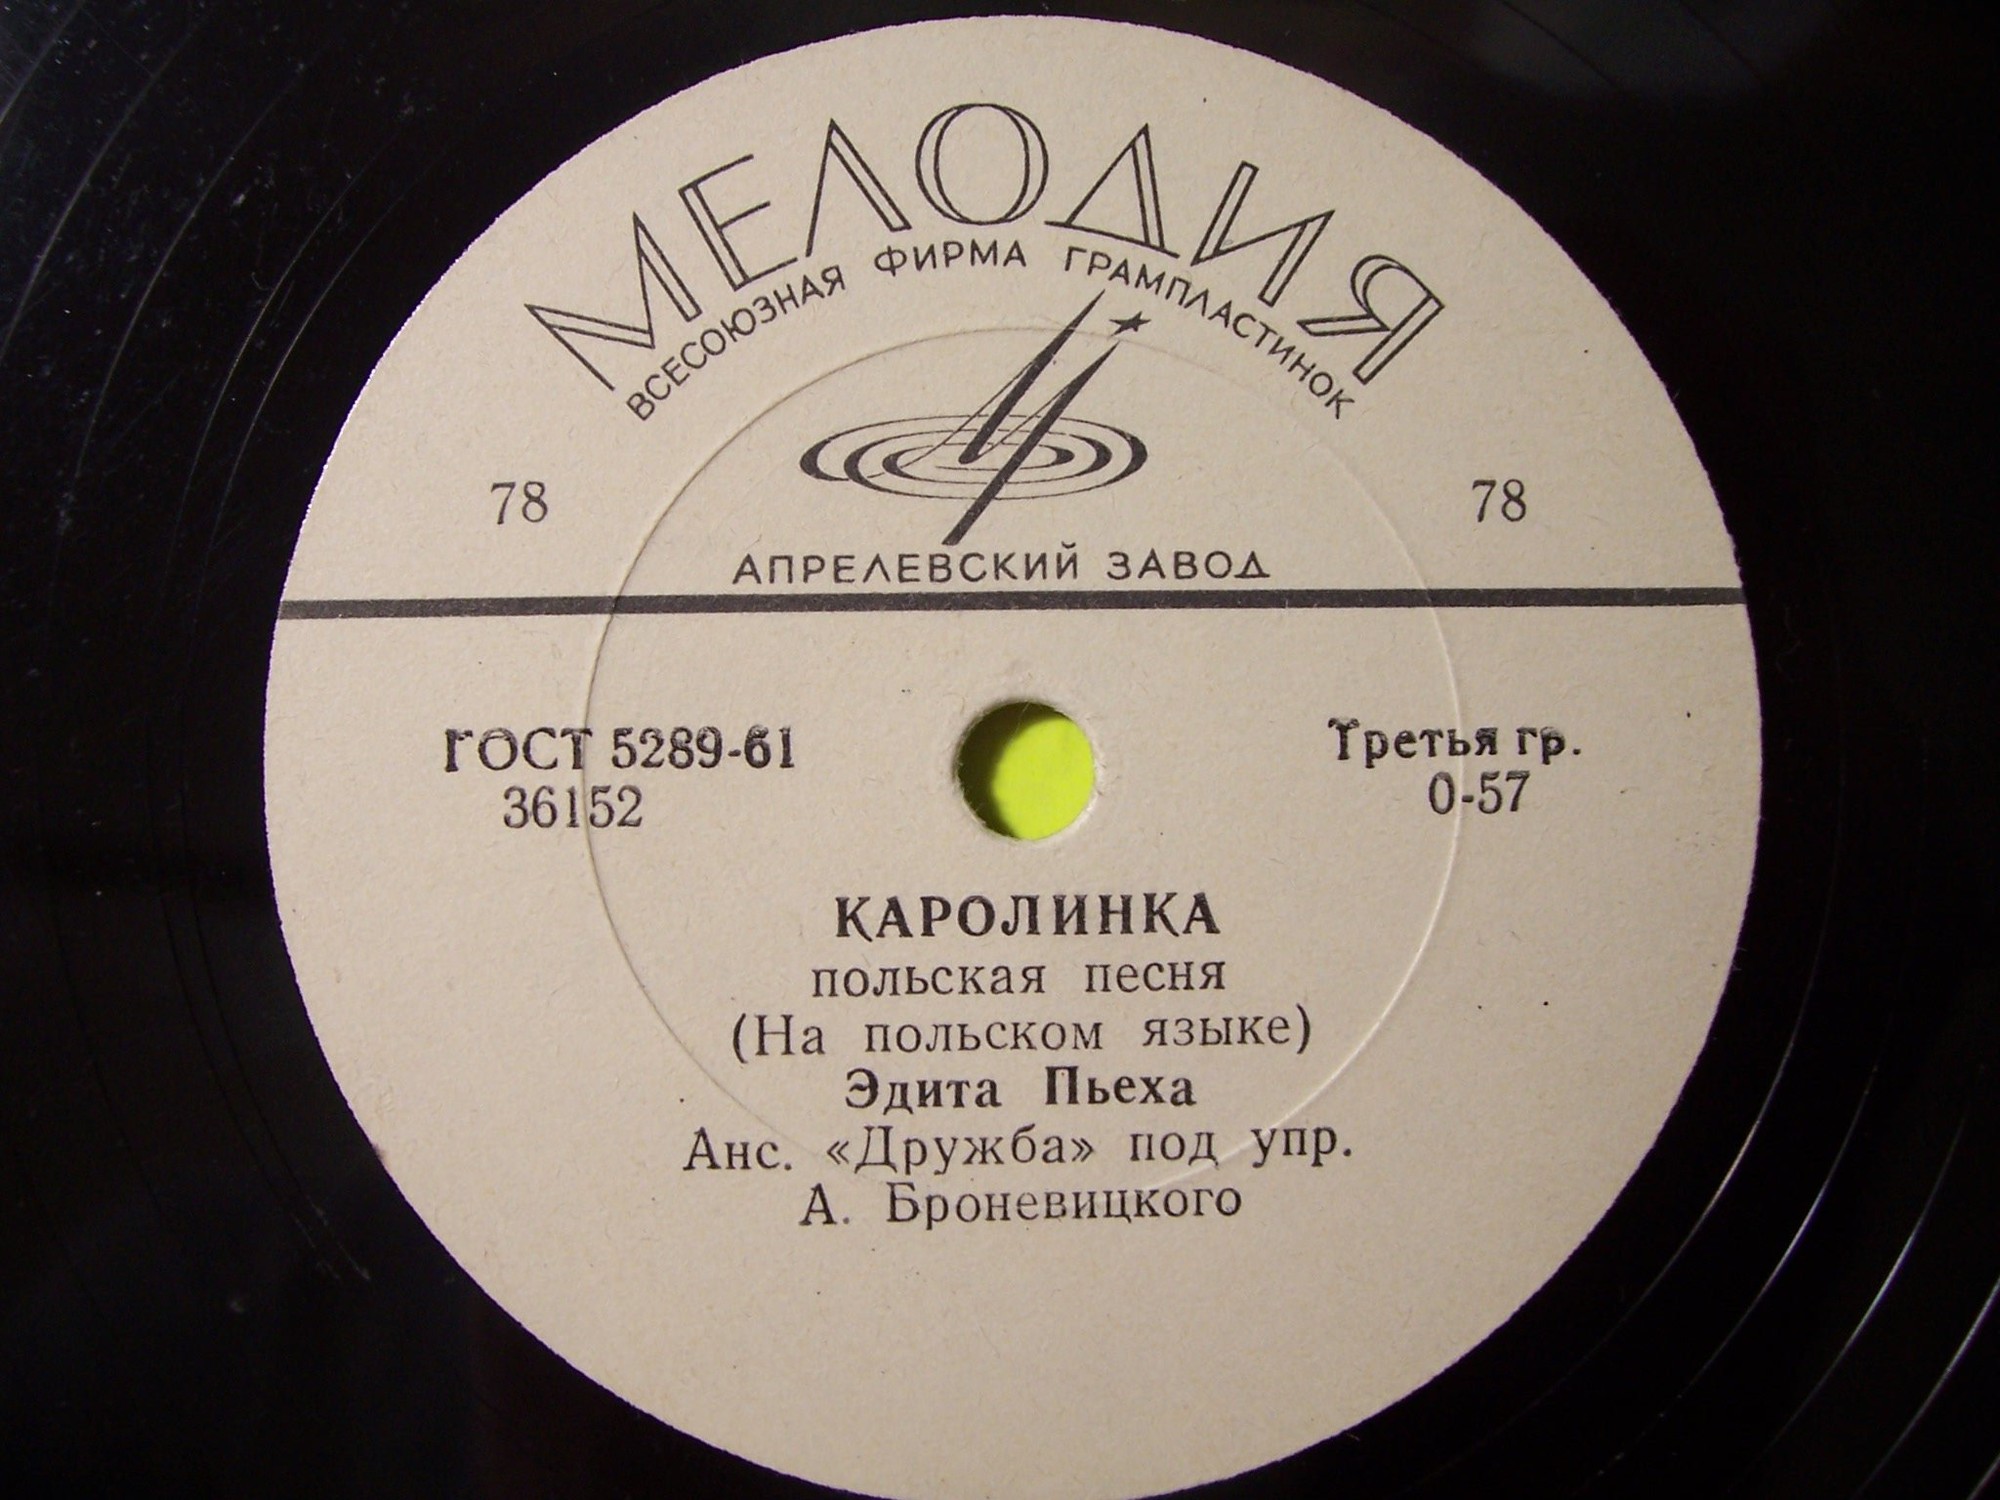 МЕЛОДИЯ
ВСЕСОЮЗНАЯ ФИРМА ГРАМПЛАСТИНОК
78
78
АПРЕЛЕВСКИЙ ЗАВОД
ГОСТ 5289-61
36152
Третья гр.
0-57
КАРОЛИНКА
польская песня
(На польском языке)
Эдита Пьеха
Анс. «Дружба» под упр.
А. Броневицкого